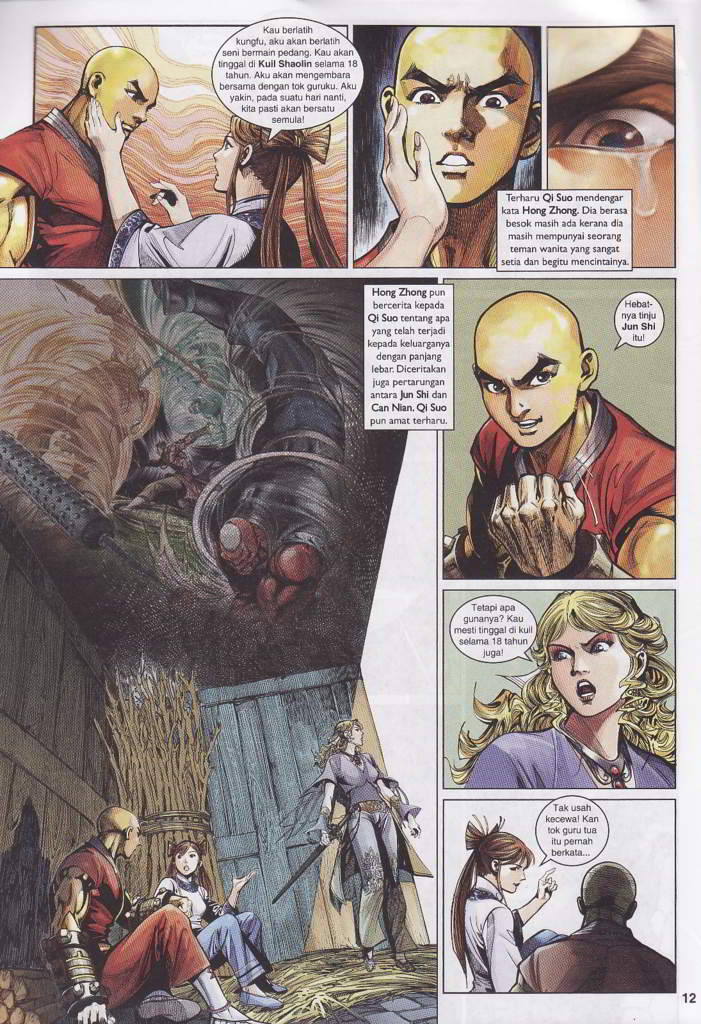 Kau berlatih
kungfu, aku akan berlatih
seni bermain pedang. Kau akan
tinggal di Kuil Shaolin selama 18
tahun. Aku akan mengembara
bersama dengan tok guruku. Aku
yakin, pada suatu hari nanti,
kita pasti akan bersatu
semula!
Terharu Qi Suo mendengar
kata Hong Zhong. Dia berasa
besok masih ada kerana dia
masih mempunyai seorang
teman wanita yang sangat
setia dan begitu mencintainya.
Hong Zhong pun
bercerita kepada
Qi Suo tentang apa
yang telah terjadi
kepada keluarganya
dengan panjang
lebar. Diceritakan
juga pertarungan
antara Jun Shi dan
Can Nian. Qi Suo
pun amat terharu.
Hebat-
nya tinju
Jun Shi
itu!
Tetapi apa
gunanya? Kau
mesti tinggal di kuil
selama 18 tahun
juga!
Tak usah
kecewa! Kan
tok guru tua
itu pernah
berkata...
12